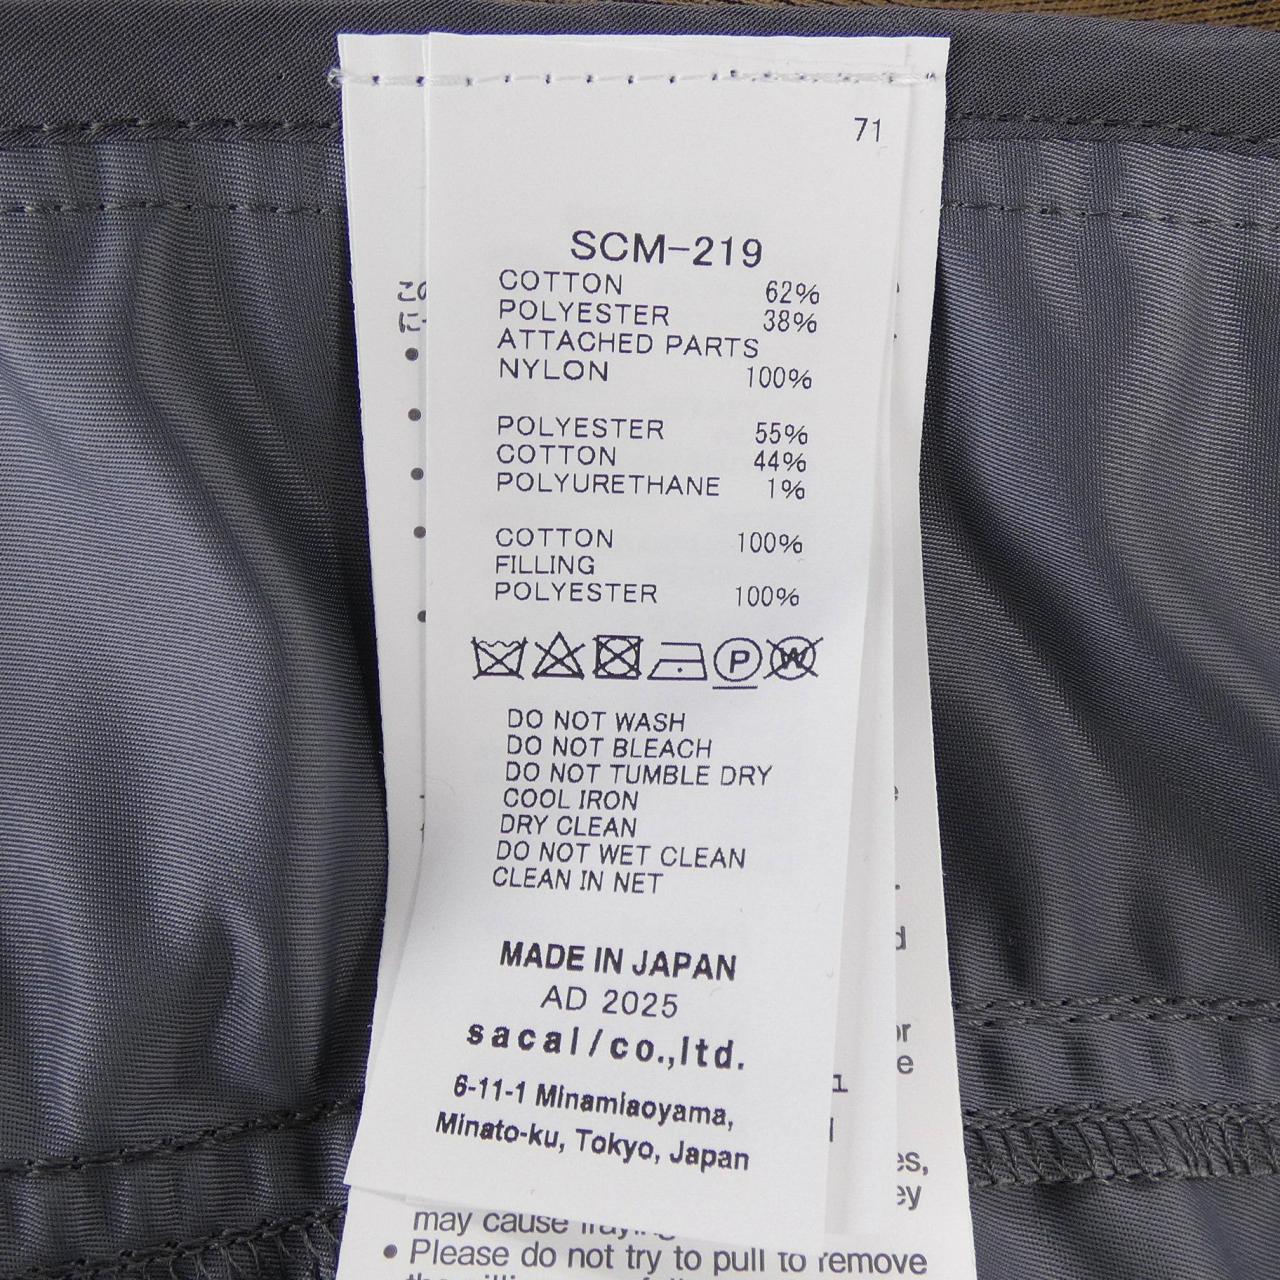 71
SCM-219
COTTON 62%
POLYESTER 38%
ATTACHED PARTS
NYLON 100%
POLYESTER 55%
COTTON 44%
POLYURETHANE 1%
COTTON 100%
FILLING
POLYESTER 100%
P W
DO NOT WASH
DO NOT BLEACH
DO NOT TUMBLE DRY
COOL IRON
DRY CLEAN
DO NOT WET CLEAN
CLEAN IN NET
MADE IN JAPAN
AD 2025
sacai/co.,ltd.
6-11-1 Minamiaoyama,
Minato-ku, Tokyo, Japan
may cause
• Please do not try to pull to remove